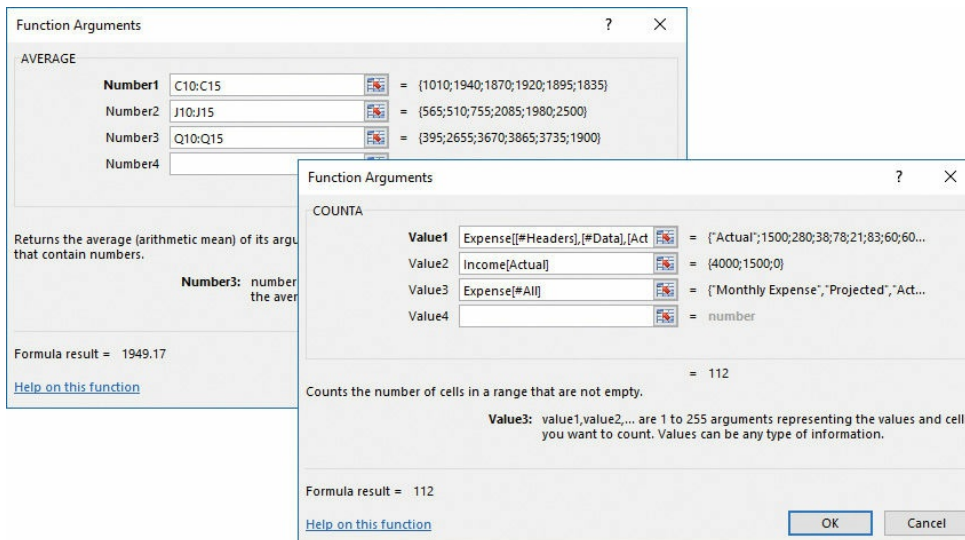 Function Arguments ? ×
AVERAGE
Number1 C10:C15 = {1010;1940;1870;1920;1895;1835}
Number2 J10:J15 = {565;510;755;2085;1980;2500}
Number3 Q10:Q15 = {395;2655;3670;3865;3735;1900}
Number4
Returns the average (arithmetic mean) of its argu
that contain numbers.
Number3: number
the aver
Formula result = 1949.17
Help on this function
Function Arguments ? ×
COUNTA
Value1 Expense[[#Headers],[#Data],[Act = {"Actual";1500;280;38;78;21;83;60;60...
Value2 Income[Actual] = {4000;1500;0}
Value3 Expense[#All] = {"Monthly Expense","Projected","Act...
Value4 = number
= 112
Counts the number of cells in a range that are not empty.
Value3: value1,value2,... are 1 to 255 arguments representing the values and cell
you want to count. Values can be any type of information.
Formula result = 112
Help on this function
OK Cancel